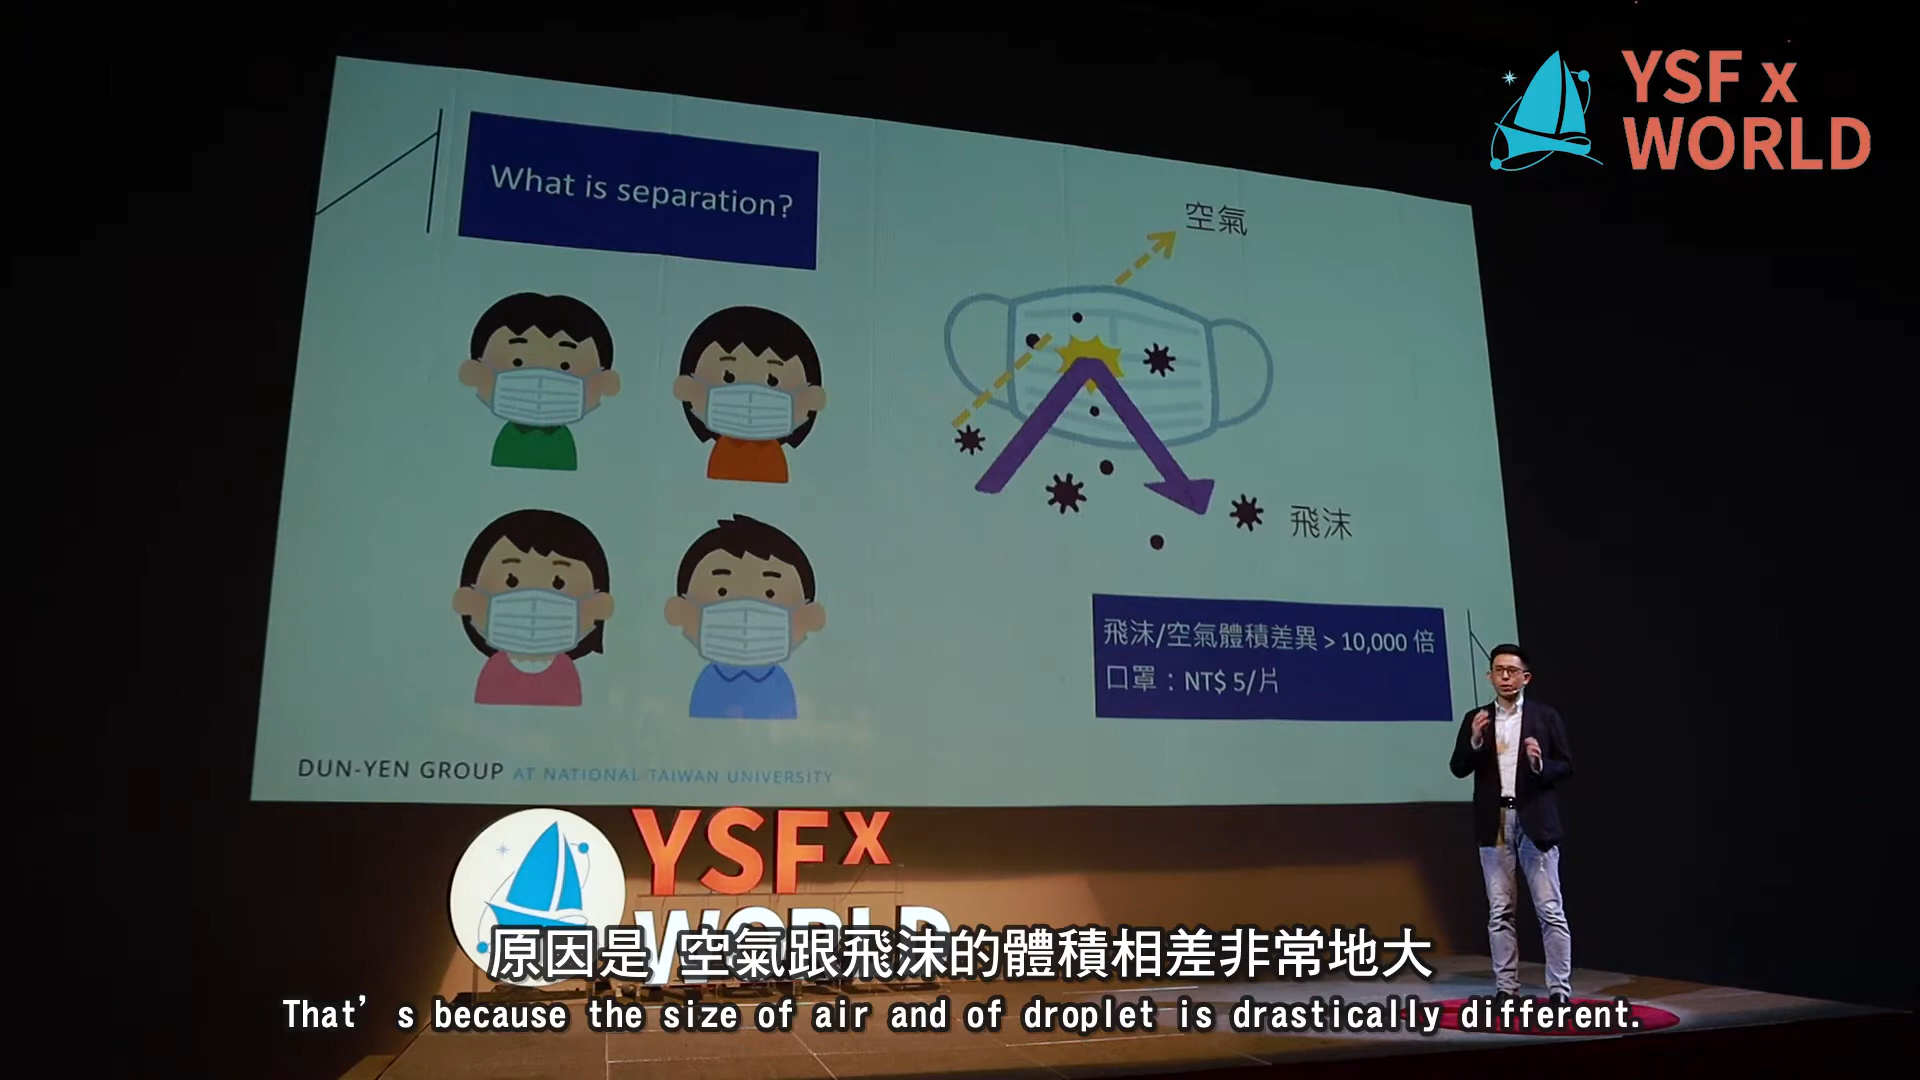 YSF x
WORLD
What is separation?
空氣
飛沫
飛沫/空氣體積差異 > 10,000 倍
口罩：NT$ 5/片
DUN-YEN GROUP AT NATIONAL TAIWAN UNIVERSITY
YSF x
WORLD
原因是 空氣跟飛沫的體積相差非常地大
That's because the size of air and of droplet is drastically different.